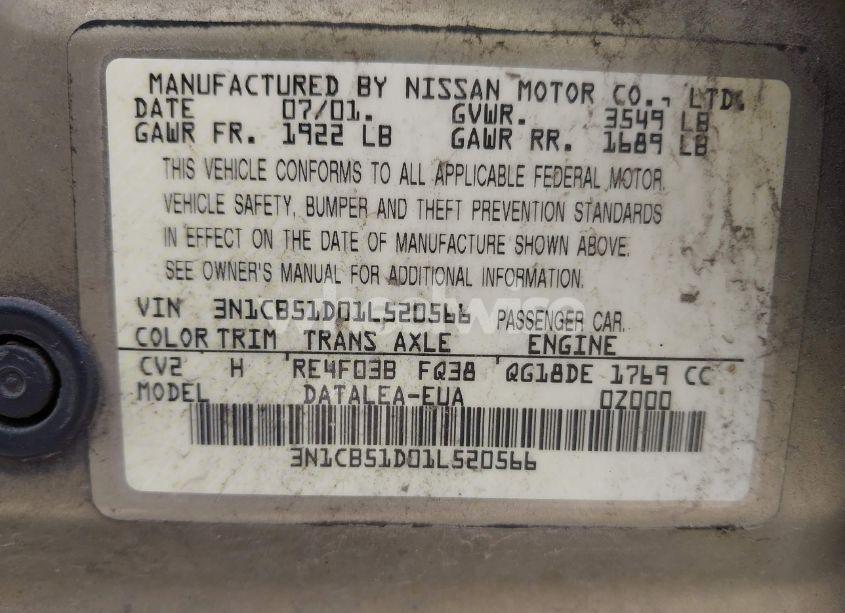 MANUFACTURED BY NISSAN MOTOR CO., LTD.
DATE 07/01. GVWR. 3549 LB
GAWR FR. 1922 LB GAWR RR. 1689 LB
THIS VEHICLE CONFORMS TO ALL APPLICABLE FEDERAL MOTOR
VEHICLE SAFETY, BUMPER AND THEFT PREVENTION STANDARDS
IN EFFECT ON THE DATE OF MANUFACTURE SHOWN ABOVE.
SEE OWNER'S MANUAL FOR ADDITIONAL INFORMATION.
VIN 3N1CB51D01L520566 PASSENGER CAR.
COLOR TRIM TRANS AXLE ENGINE
CV2 H RE4F03B FQ38 QG18DE 1769 CC
MODEL DATALEA-EUA 0Z000
3N1CB51D01L520566